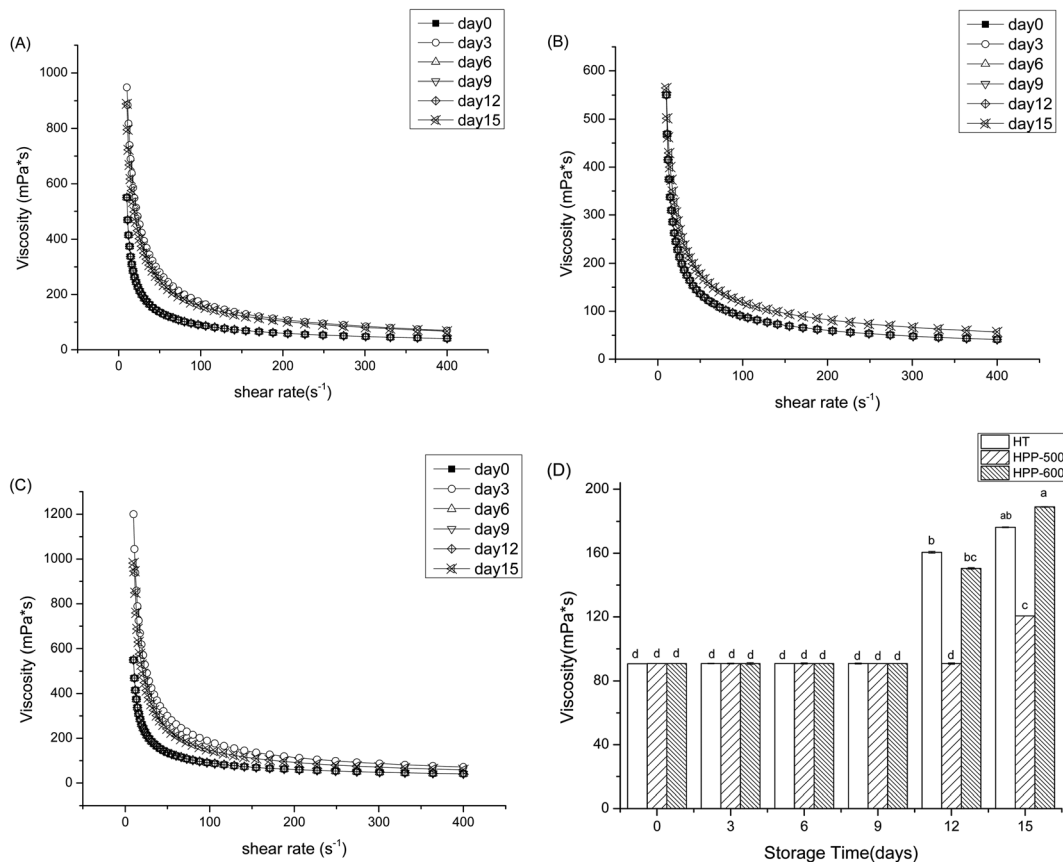 (A)
day0
day3
day6
day9
day12
day15
1000
800
600
400
200
0
Viscosity (mPa*s)
0 100 200 300 400
shear rate(s⁻¹)
(B)
day0
day3
day6
day9
day12
day15
600
500
400
300
200
100
0
Viscosity (mPa*s)
0 100 200 300 400
shear rate (s⁻¹)
(C)
day0
day3
day6
day9
day12
day15
1200
1000
800
600
400
200
0
Viscosity (mPa*s)
0 100 200 300 400
shear rate (s⁻¹)
(D)
HT
HPP-500
HPP-600
200
160
120
80
40
0
Viscosity(mPa*s)
d d d d d d d d d d d d b d bc ab c a
0 3 6 9 12 15
Storage Time(days)